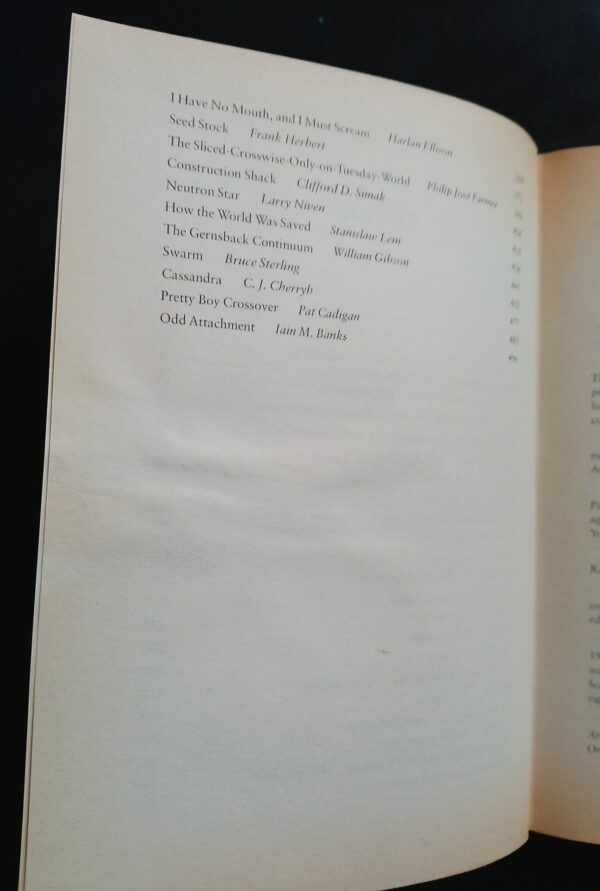 I Have No Mouth, and I Must Scream Harlan Ellison
Seed Stock Frank Herbert
The Sliced-Crosswise-Only-on-Tuesday-World Philip José Farmer
Construction Shack Clifford D. Simak
Neutron Star Larry Niven
How the World Was Saved Stanislaw Lem
The Gernsback Continuum William Gibson
Swarm Bruce Sterling
Cassandra C. J. Cherryh
Pretty Boy Crossover Pat Cadigan
Odd Attachment Iain M. Banks